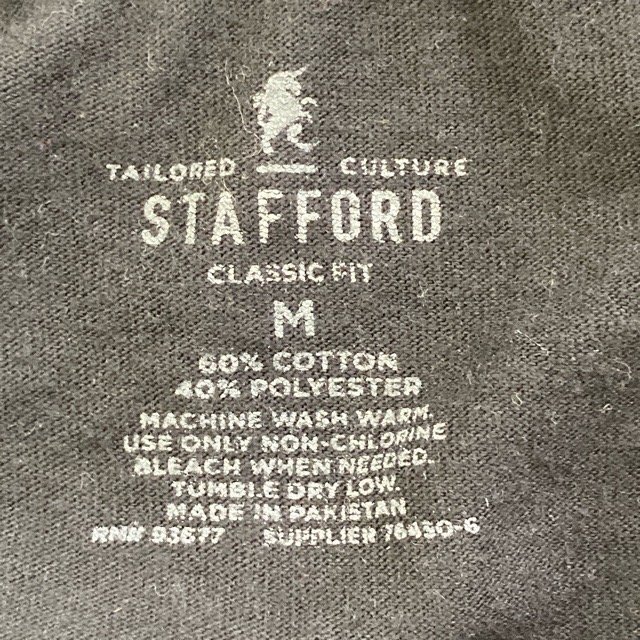 TAILORED CULTURE
STAFFORD
CLASSIC FIT
M
60% COTTON
40% POLYESTER
MACHINE WASH WARM.
USE ONLY NON-CHLORINE
BLEACH WHEN NEEDED.
TUMBLE DRY LOW.
MADE IN PAKISTAN
RN# 93677 SUPPLIER 76430-6